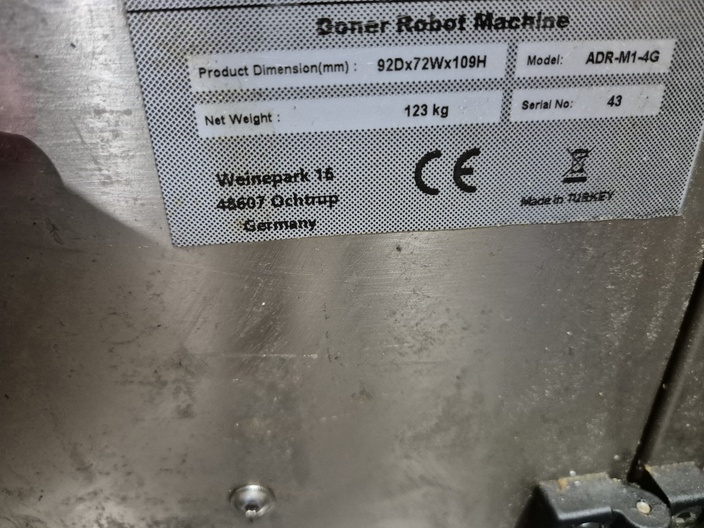 Doner Robot Machine
Product Dimension(mm) : 92Dx72Wx109H
Model: ADR-M1-4G
Net Weight : 123 kg
Serial No: 43
Weinepark 15
48607 Ochtrup
Germany
CE
Made in TURKEY